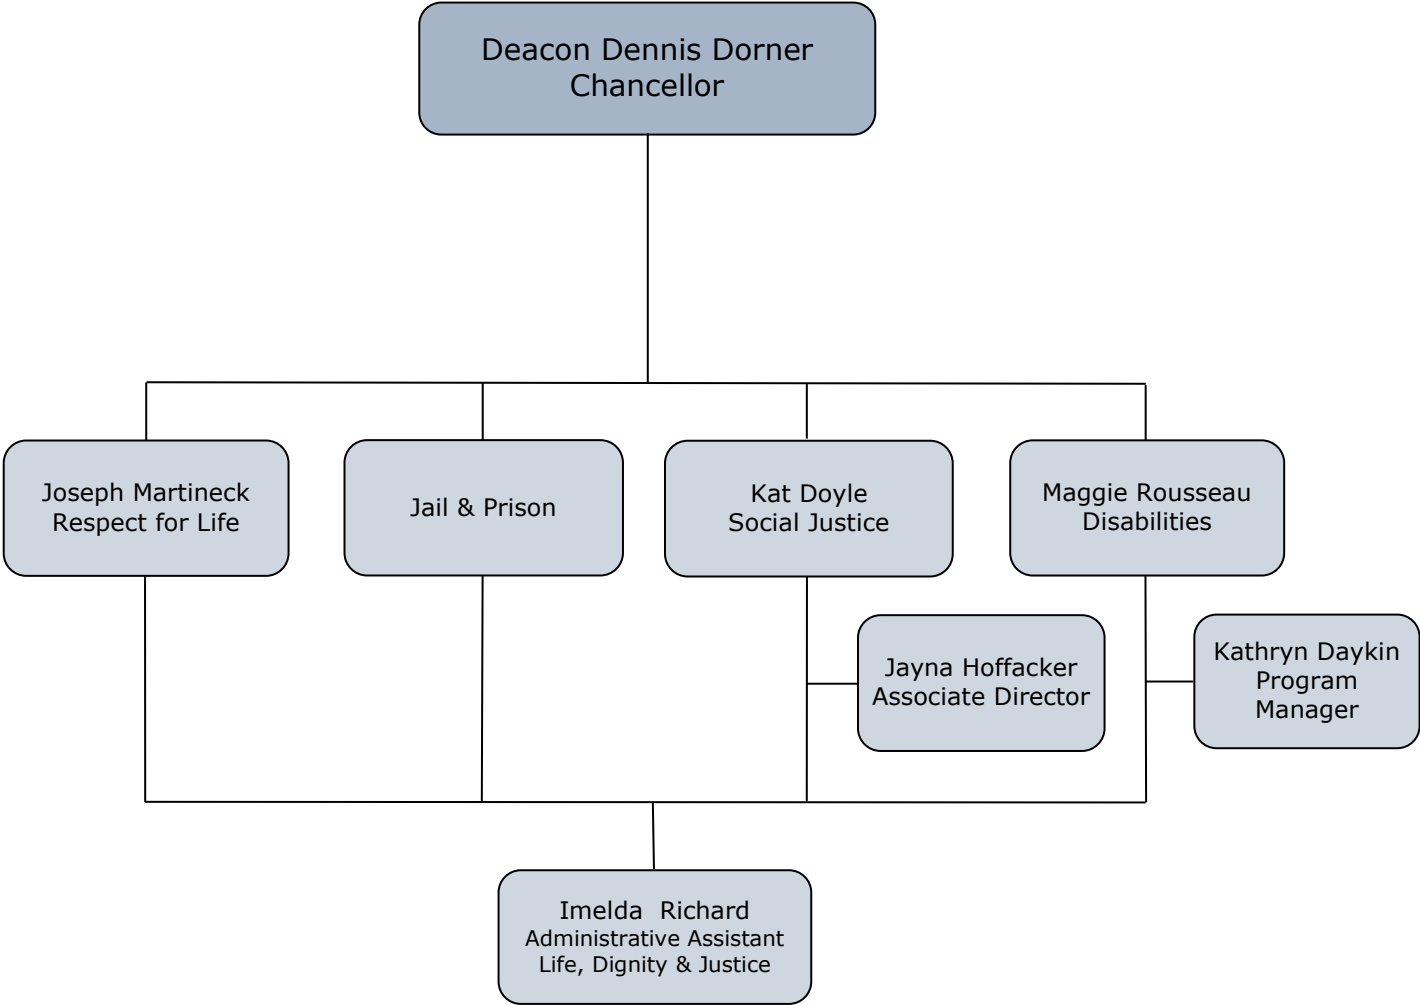 Deacon Dennis Dorner
Chancellor
Joseph Martineck
Respect for Life
Jail & Prison
Kat Doyle
Social Justice
Maggie Rousseau
Disabilities
Jayna Hoffacker
Associate Director
Kathryn Daykin
Program
Manager
Imelda  Richard
Administrative Assistant
Life, Dignity & Justice